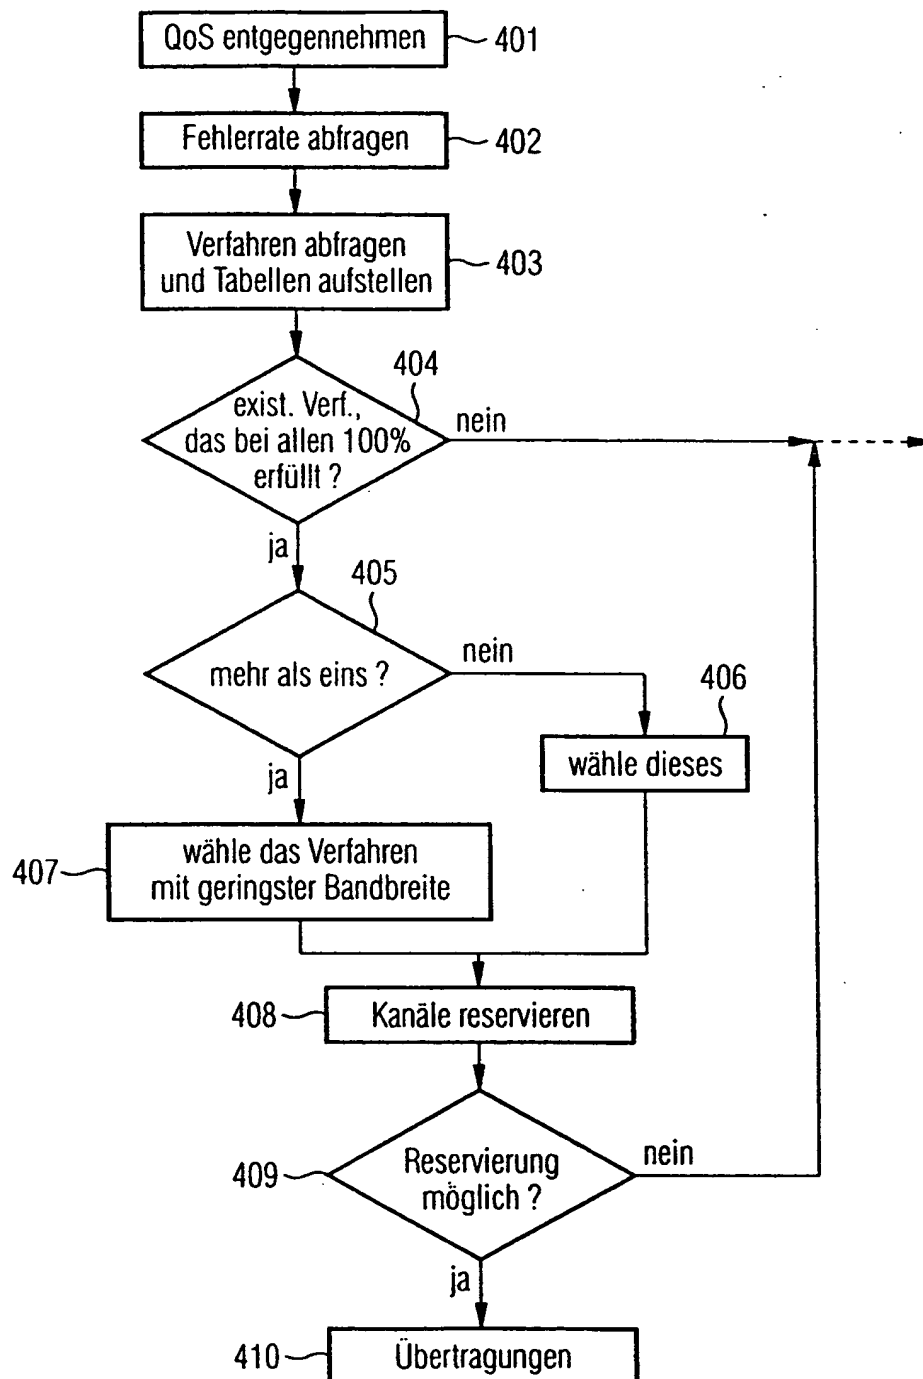 QoS entgegennehmen
401
Fehlerrate abfragen
402
Verfahren abfragen
und Tabellen aufstellen
403
404
exist. Verf.,
das bei allen 100%
erfüllt ?
nein
ja
405
mehr als eins ?
nein
406
wähle dieses
ja
407
wähle das Verfahren
mit geringster Bandbreite
408
Kanäle reservieren
409
Reservierung
möglich ?
nein
ja
410
Übertragungen